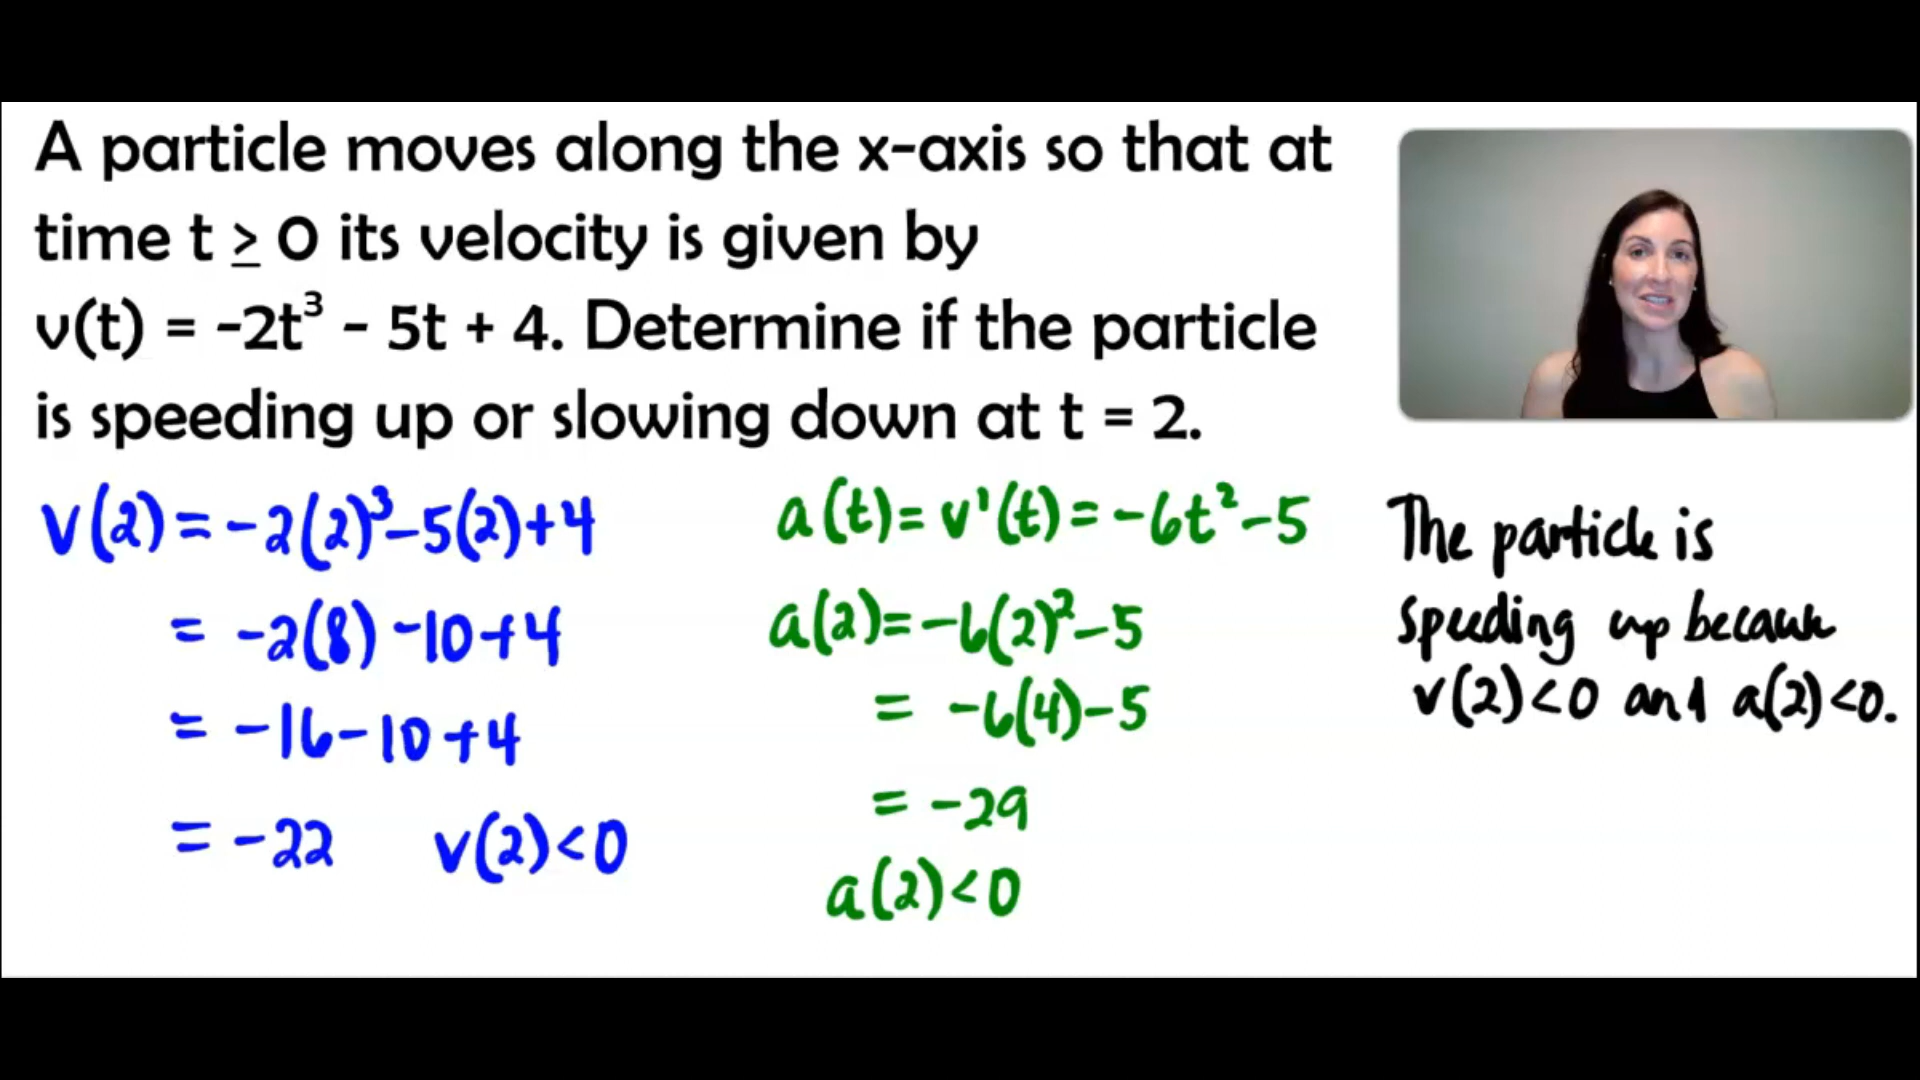 A particle moves along the x-axis so that at
time t ≥ 0 its velocity is given by
v(t) = -2t³ - 5t + 4. Determine if the particle
is speeding up or slowing down at t = 2.
v(2) = -2(2)³-5(2)+4
= -2(8) -10+4
= -16-10+4
= -22 v(2)<0
a(t)= v'(t) = -6t²-5
a(2)= -6(2)²-5
= -6(4)-5
= -29
a(2)<0
The particle is
speeding up because
v(2)<0 and a(2)<0.